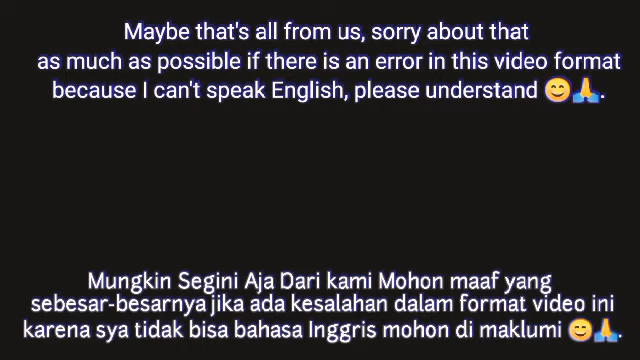 Maybe that's all from us, sorry about that
as much as possible if there is an error in this video format
because I can't speak English, please understand 😊🙏.
Mungkin Segini Aja Dari kami Mohon maaf yang
sebesar-besarnya jika ada kesalahan dalam format video ini
karena sya tidak bisa bahasa Inggris mohon di maklumi 😊🙏.